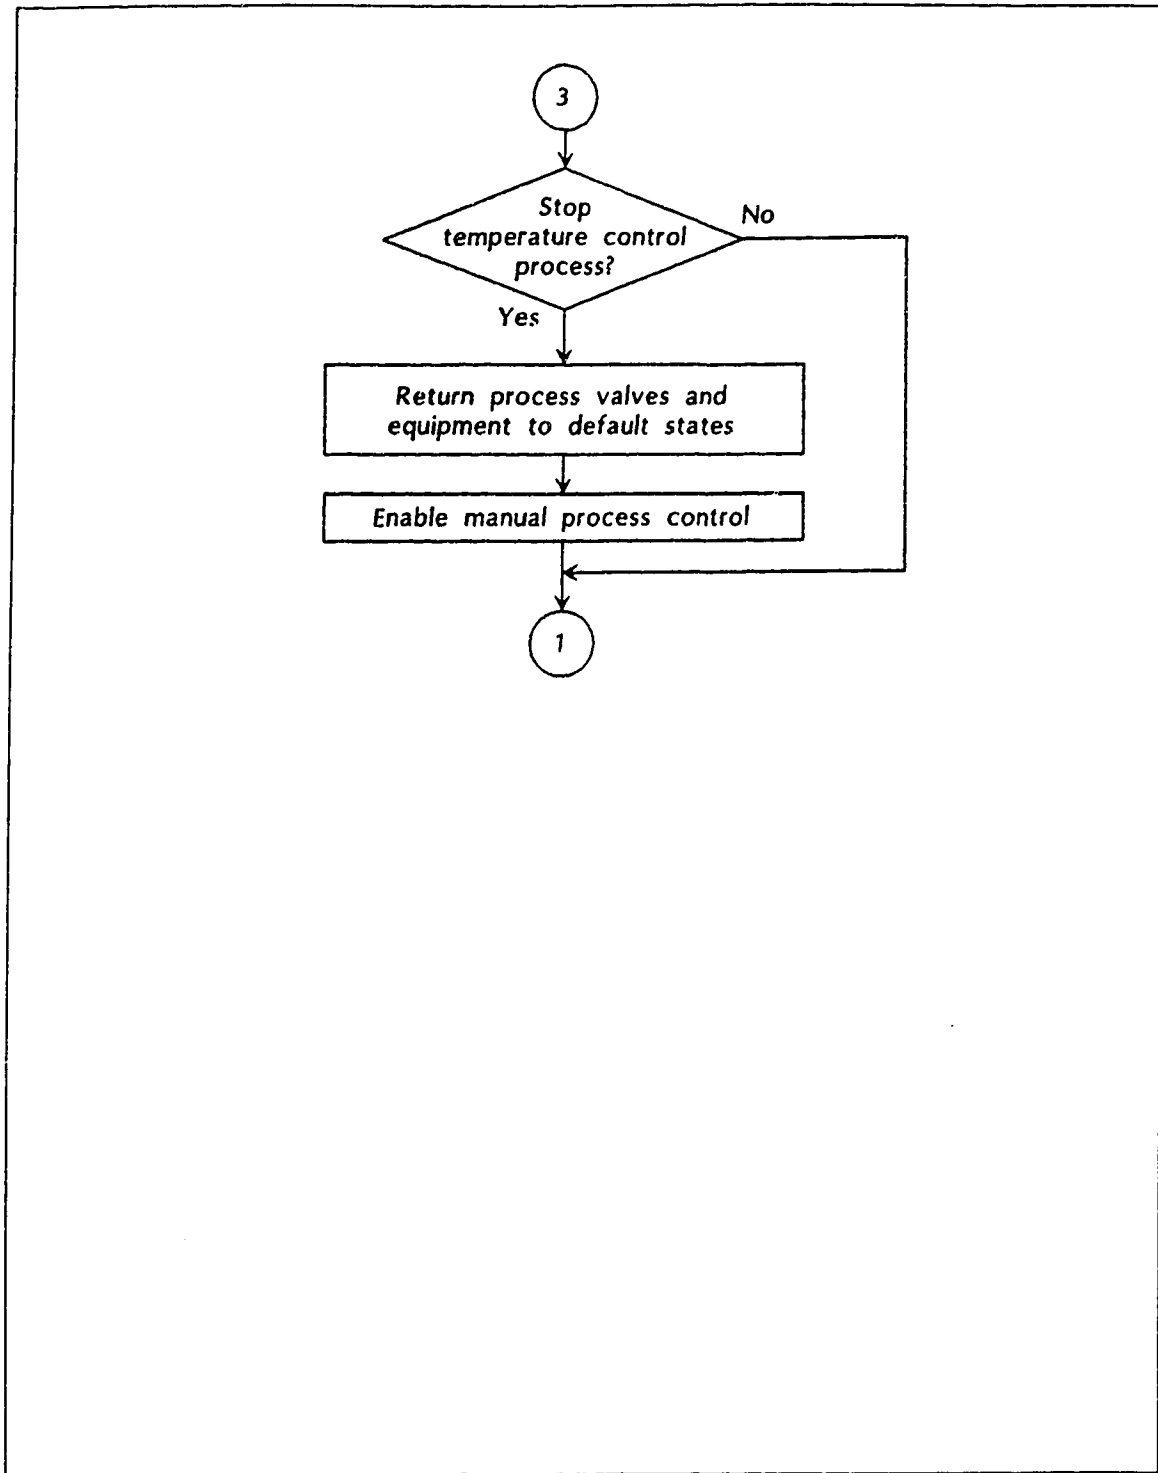 3
Stop
temperature control
process?
No
Yes
Return process valves and
equipment to default states
Enable manual process control
1